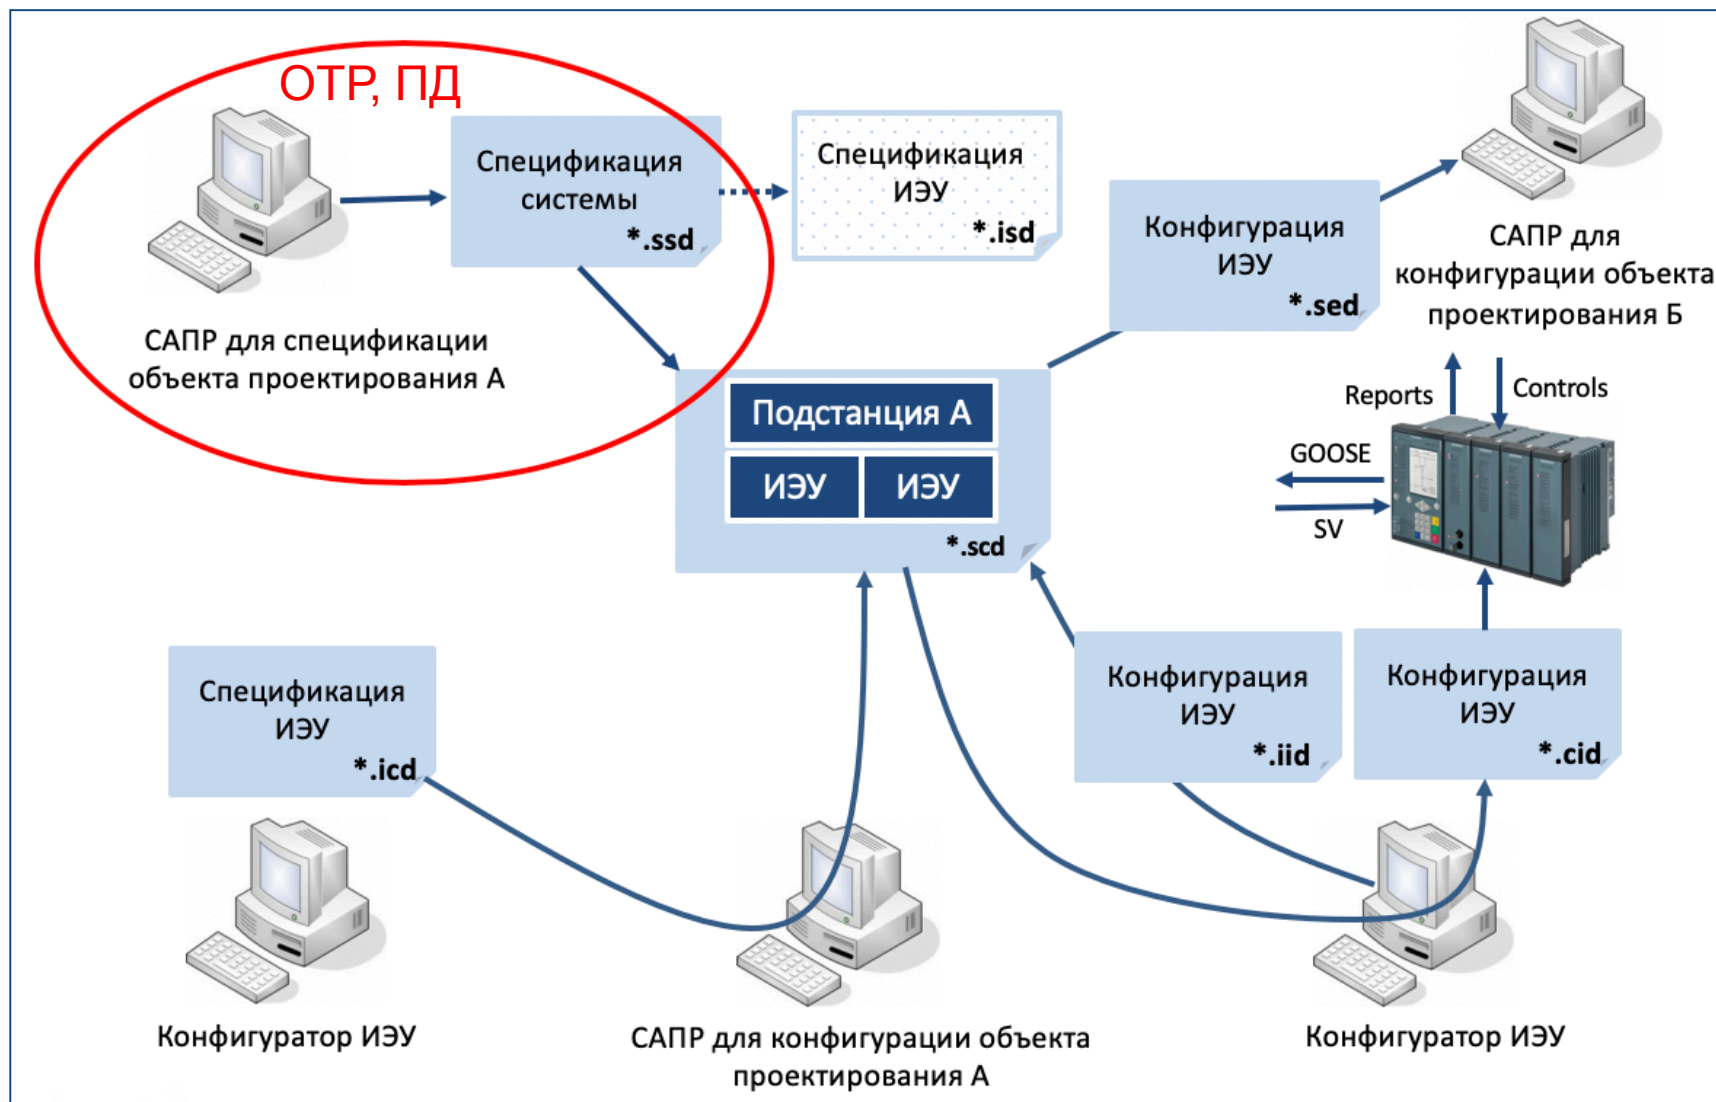 ОТР, ПД
Спецификация
системы
*.ssd
Спецификация
ИЭУ
*.isd
САПР для спецификации
объекта проектирования А
Конфигурация
ИЭУ
*.sed
САПР для
конфигурации объекта
проектирования Б
Reports
Controls
GOOSE
SV
Подстанция А
ИЭУ
ИЭУ
*.scd
Спецификация
ИЭУ
*.icd
Конфигурация
ИЭУ
*.iid
Конфигурация
ИЭУ
*.cid
Конфигуратор ИЭУ
САПР для конфигурации объекта
проектирования А
Конфигуратор ИЭУ